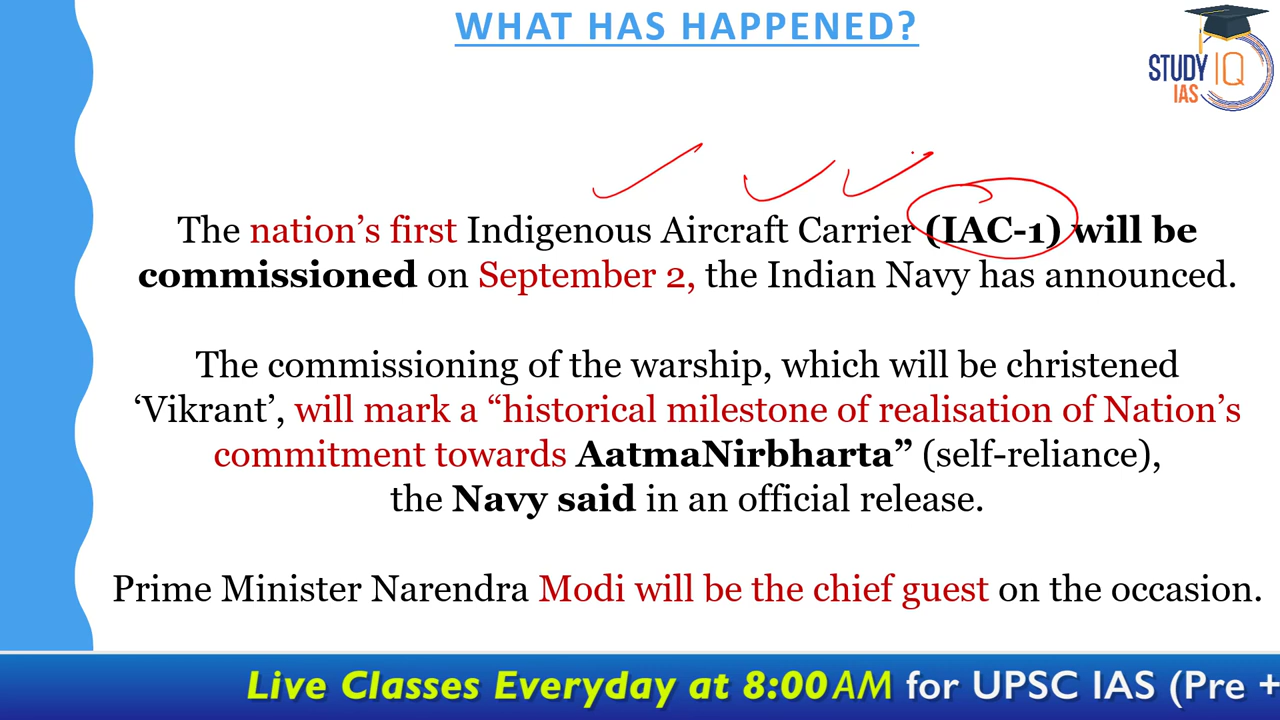 WHAT HAS HAPPENED?
STUDY IQ
IAS
The nation’s first Indigenous Aircraft Carrier (IAC-1) will be
commissioned on September 2, the Indian Navy has announced.
The commissioning of the warship, which will be christened
‘Vikrant’, will mark a “historical milestone of realisation of Nation’s
commitment towards AatmaNirbharta” (self-reliance),
the Navy said in an official release.
Prime Minister Narendra Modi will be the chief guest on the occasion.
Live Classes Everyday at 8:00 AM for UPSC IAS (Pre +